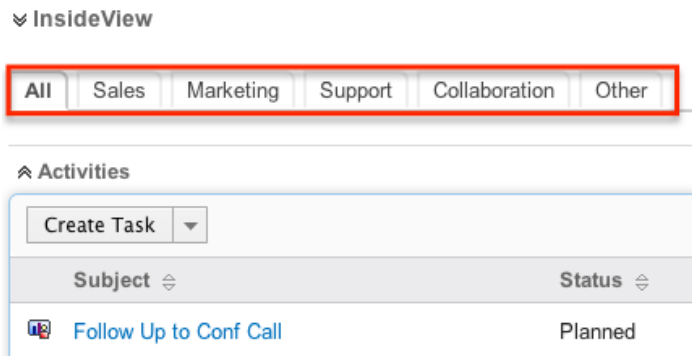 InsideView
All Sales Marketing Support Collaboration Other
Activities
Create Task
Subject Status
Follow Up to Conf Call Planned